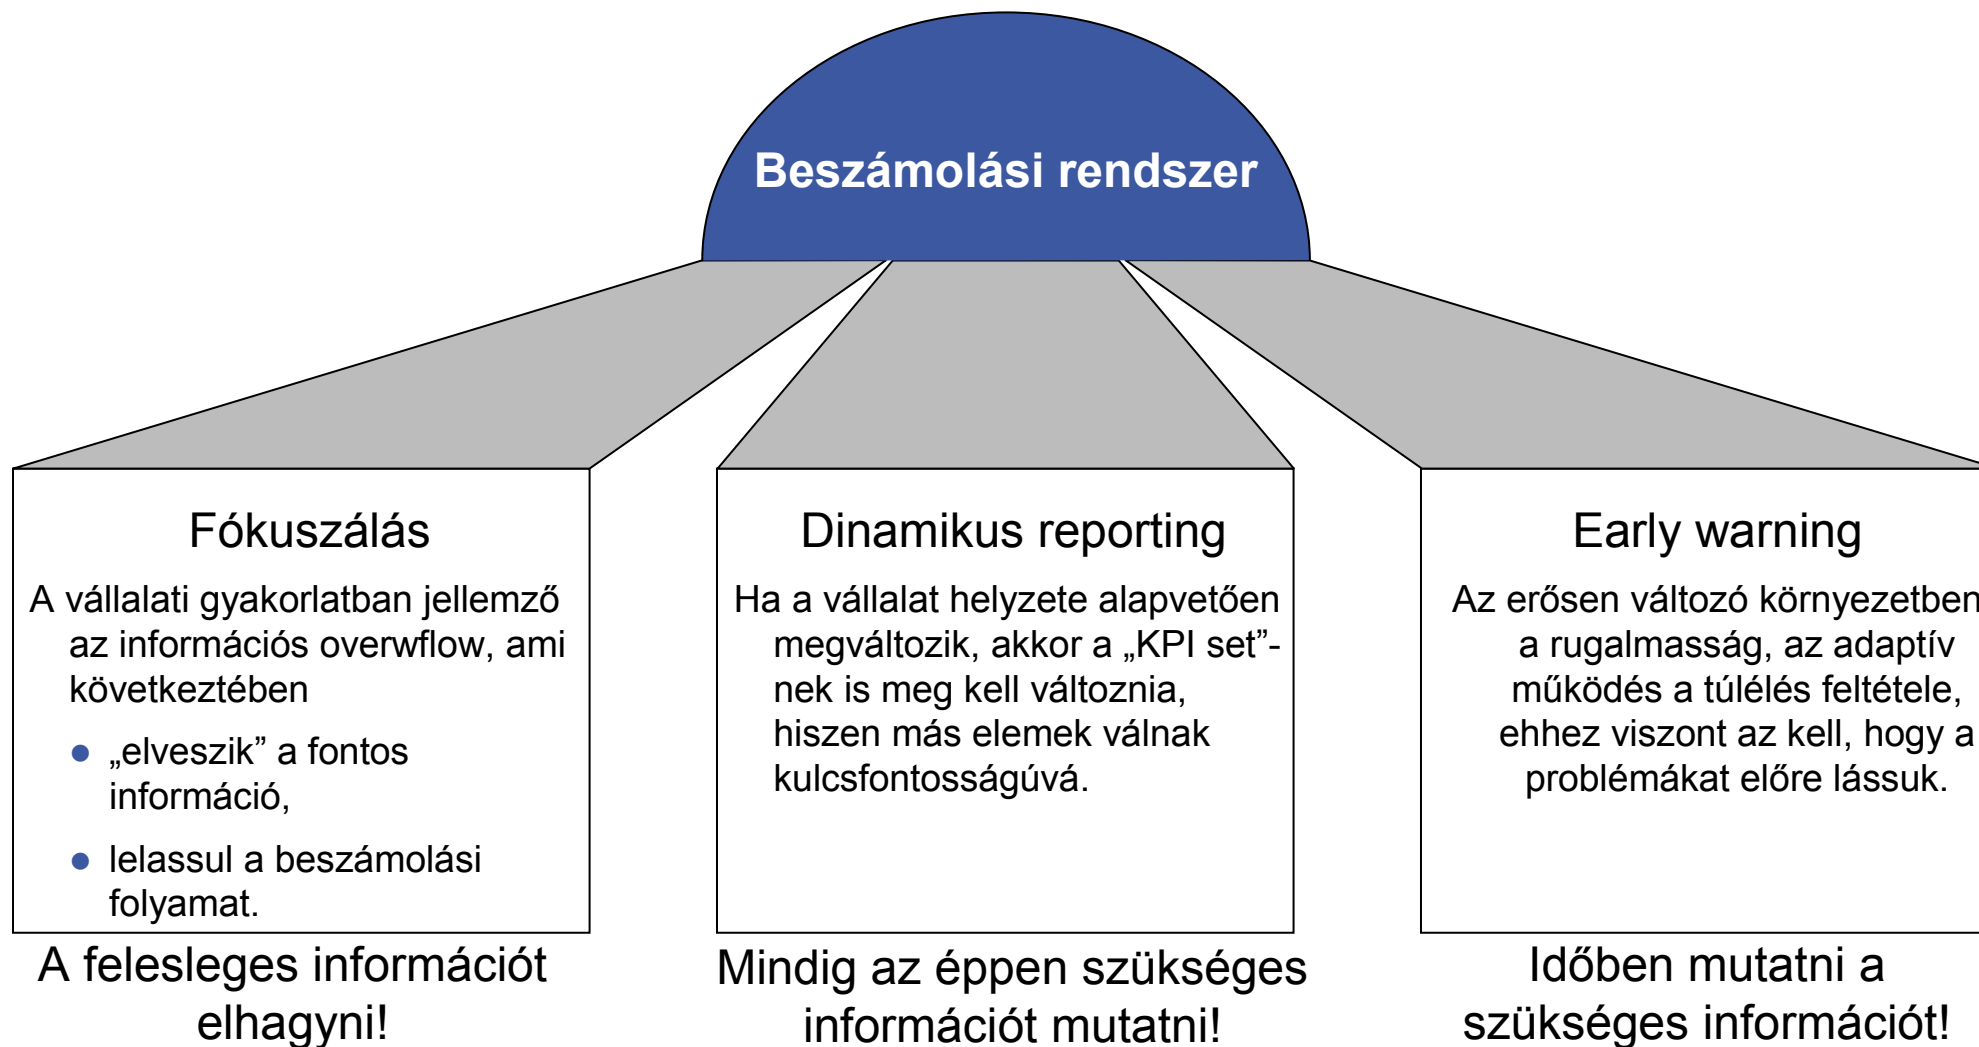 Beszámolási rendszer
Fókuszálás
A vállalati gyakorlatban jellemző
az információs overwflow, ami
következtében
● „elveszik” a fontos
információ,
● lelassul a beszámolási
folyamat.
A felesleges információt
elhagyni!
Dinamikus reporting
Ha a vállalat helyzete alapvetően
megváltozik, akkor a „KPI set”-
nek is meg kell változnia,
hiszen más elemek válnak
kulcsfontosságúvá.
Mindig az éppen szükséges
információt mutatni!
Early warning
Az erősen változó környezetben
a rugalmasság, az adaptív
működés a túlélés feltétele,
ehhez viszont az kell, hogy a
problémákat előre lássuk.
Időben mutatni a
szükséges információt!